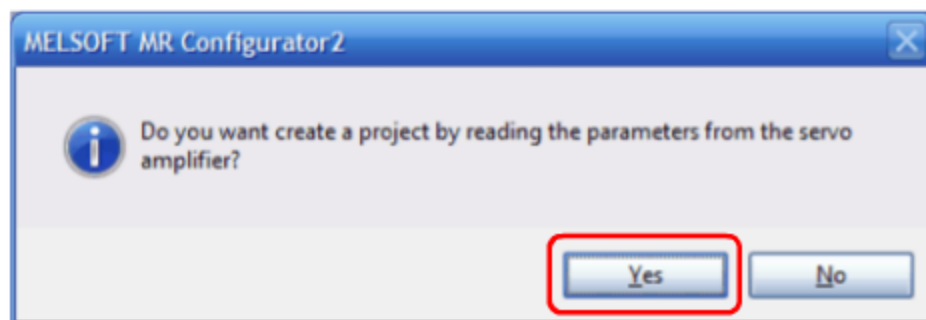 MELSOFT MR Configurator2
Do you want create a project by reading the parameters from the servo
amplifier?
Yes
No